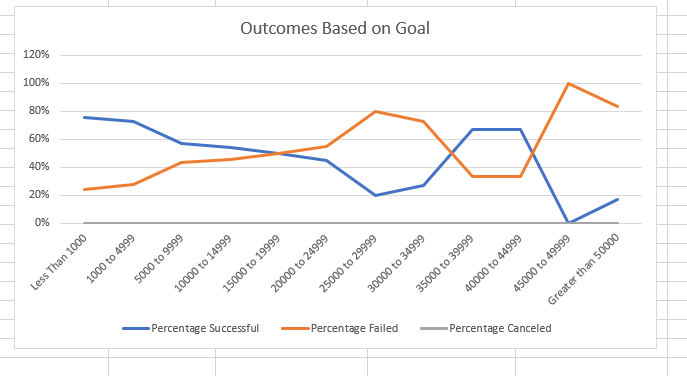 Outcomes Based on Goal
120%
100%
80%
60%
40%
20%
0%
Less Than 1000
1000 to 4999
5000 to 9999
10000 to 14999
15000 to 19999
20000 to 24999
25000 to 29999
30000 to 34999
35000 to 39999
40000 to 44999
45000 to 49999
Greater than 50000
Percentage Successful
Percentage Failed
Percentage Canceled